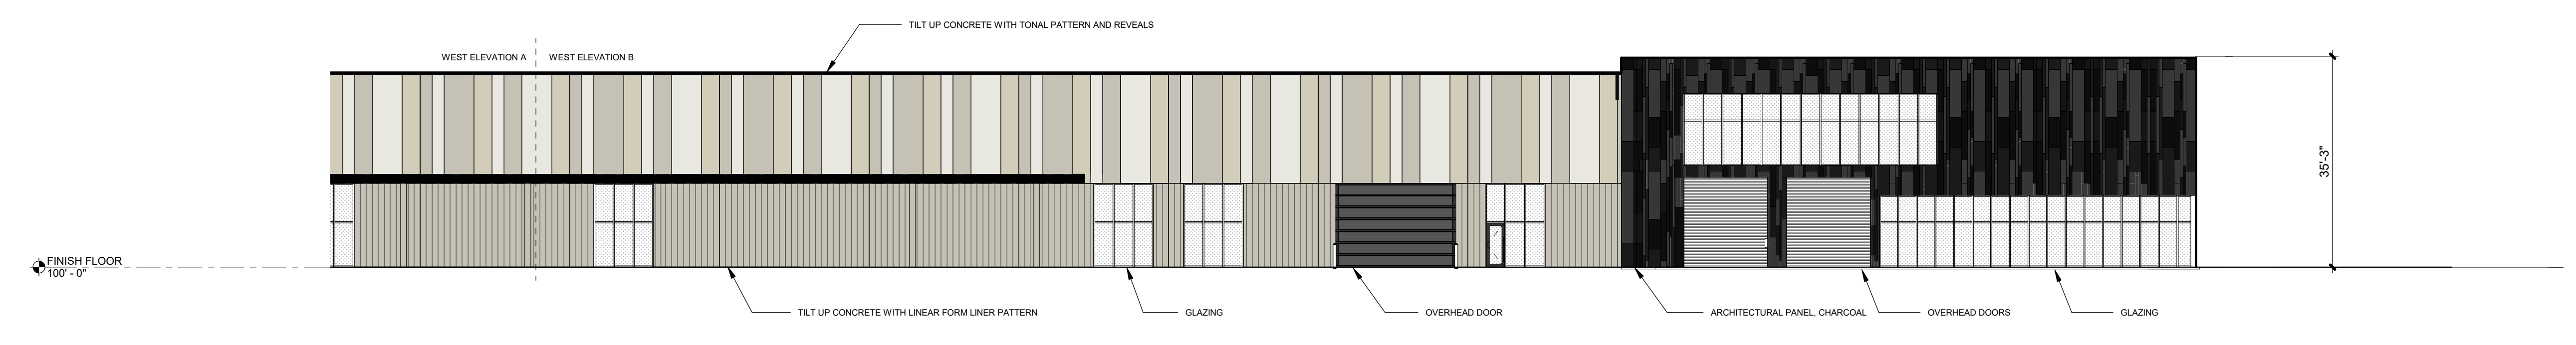 TILT UP CONCRETE WITH TONAL PATTERN AND REVEALS
WEST ELEVATION A
WEST ELEVATION B
35'-3"
FINISH FLOOR
100' - 0"
TILT UP CONCRETE WITH LINEAR FORM LINER PATTERN
GLAZING
OVERHEAD DOOR
ARCHITECTURAL PANEL, CHARCOAL
OVERHEAD DOORS
GLAZING